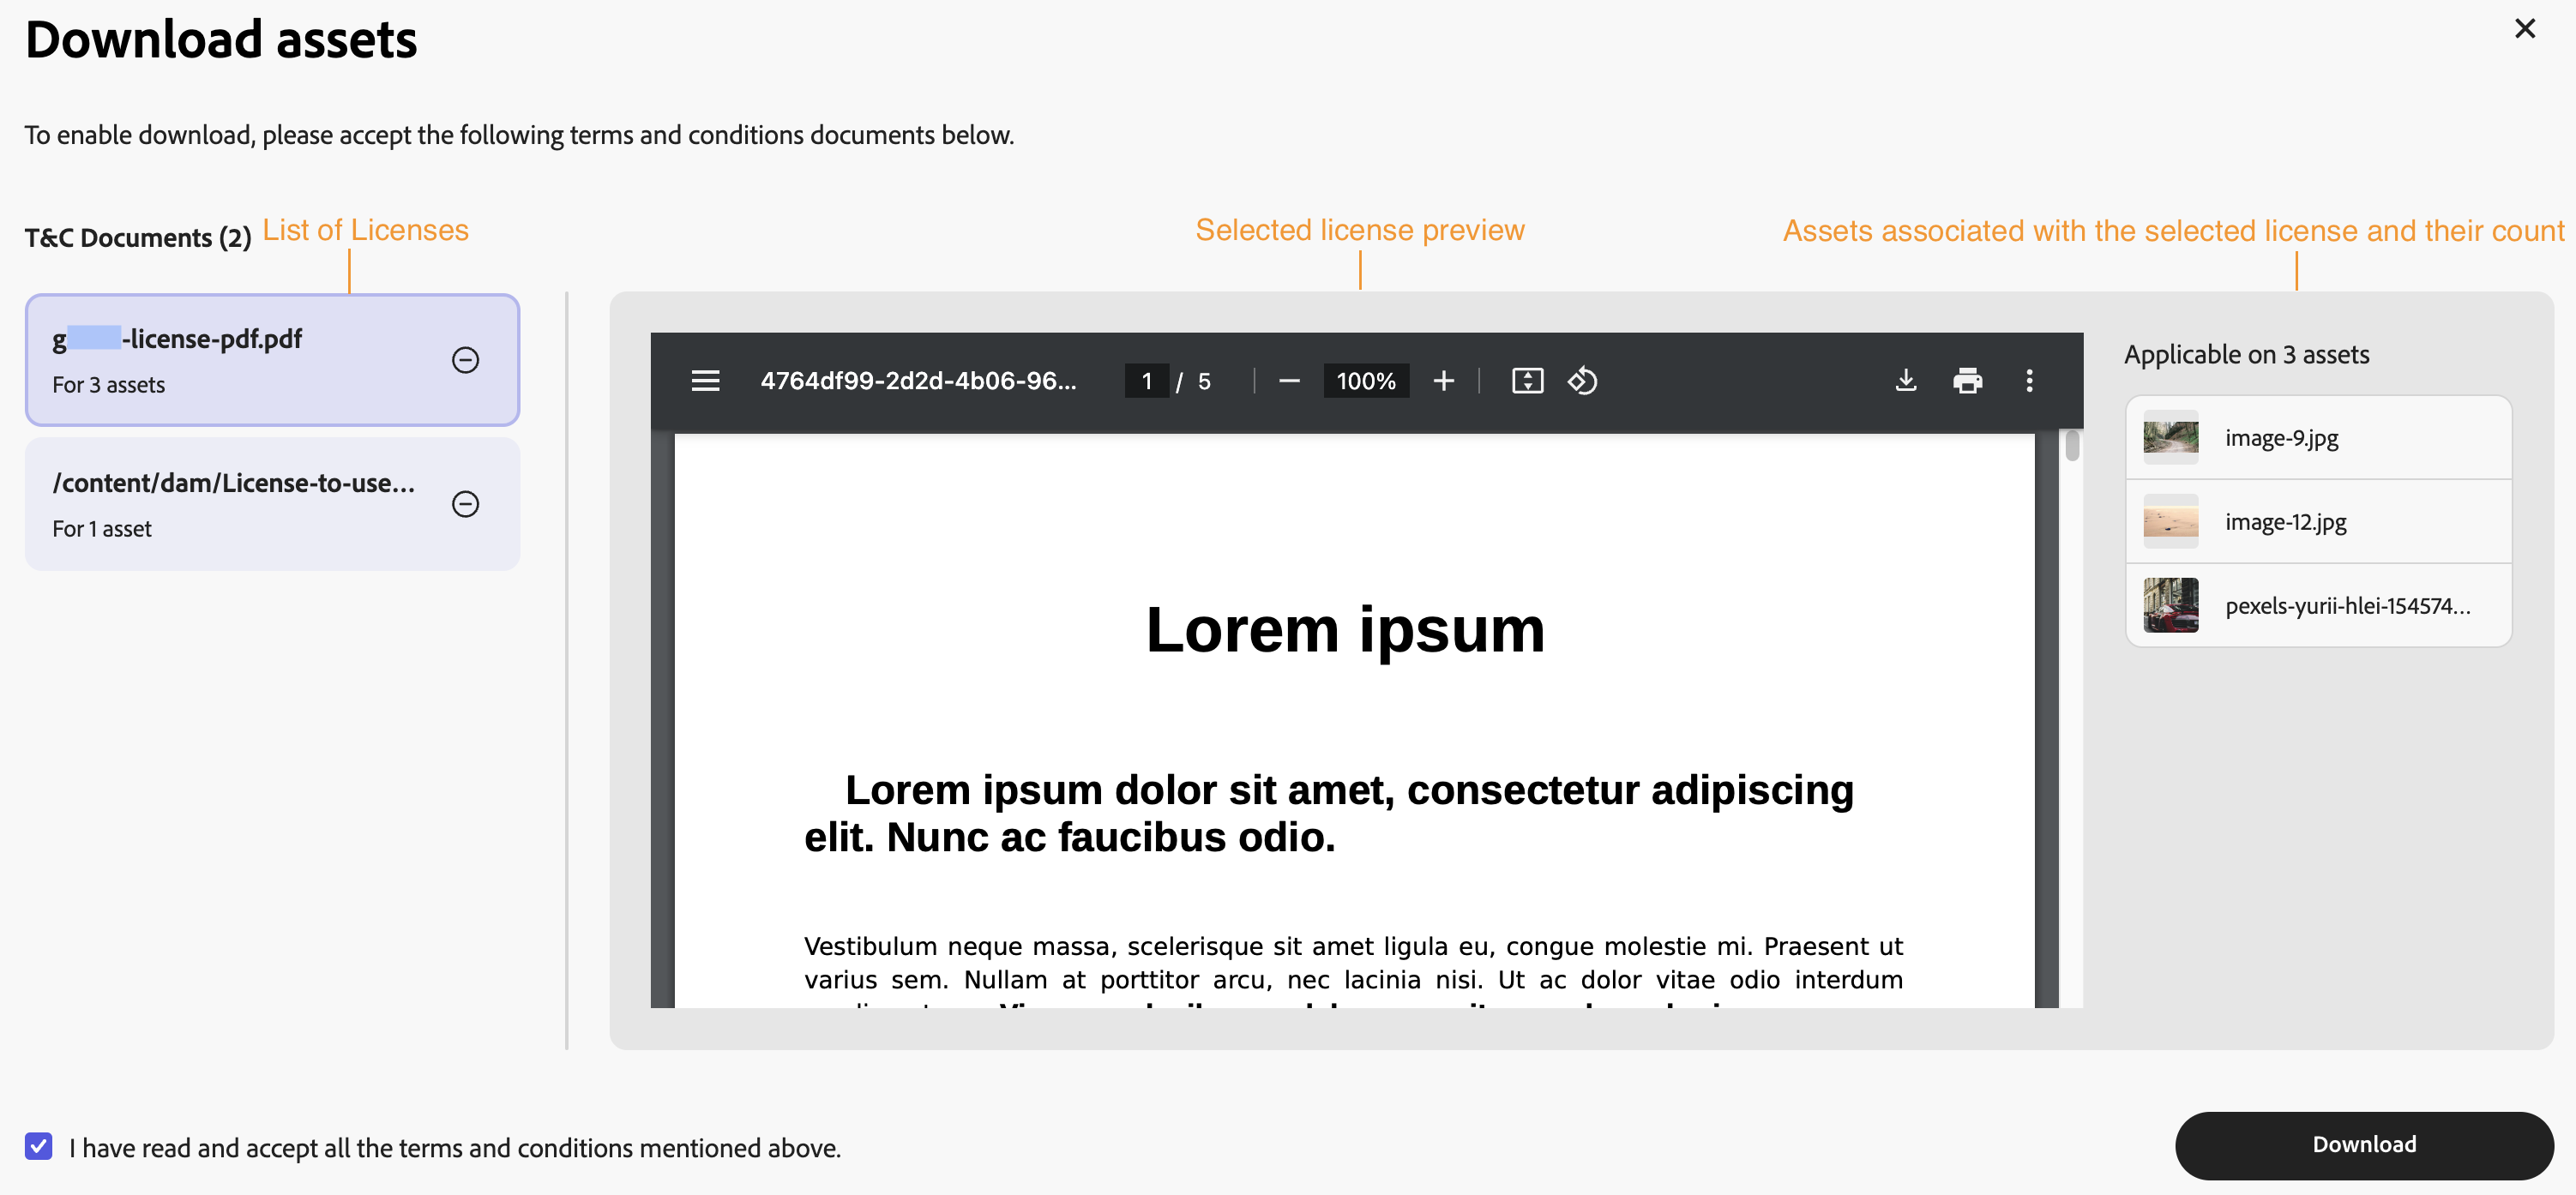 Download assets
To enable download, please accept the following terms and conditions documents below.
T&C Documents (2)
List of Licenses
Selected license preview
Assets associated with the selected license and their count
g -license-pdf.pdf
For 3 assets
/content/dam/License-to-use...
For 1 asset
4764df99-2d2d-4b06-96...
1 / 5
100%
Lorem ipsum
Lorem ipsum dolor sit amet, consectetur adipiscing
elit. Nunc ac faucibus odio.
Vestibulum neque massa, scelerisque sit amet ligula eu, congue molestie mi. Praesent ut
varius sem. Nullam at porttitor arcu, nec lacinia nisi. Ut ac dolor vitae odio interdum
Applicable on 3 assets
image-9.jpg
image-12.jpg
pexels-yurii-hlei-154574...
I have read and accept all the terms and conditions mentioned above.
Download